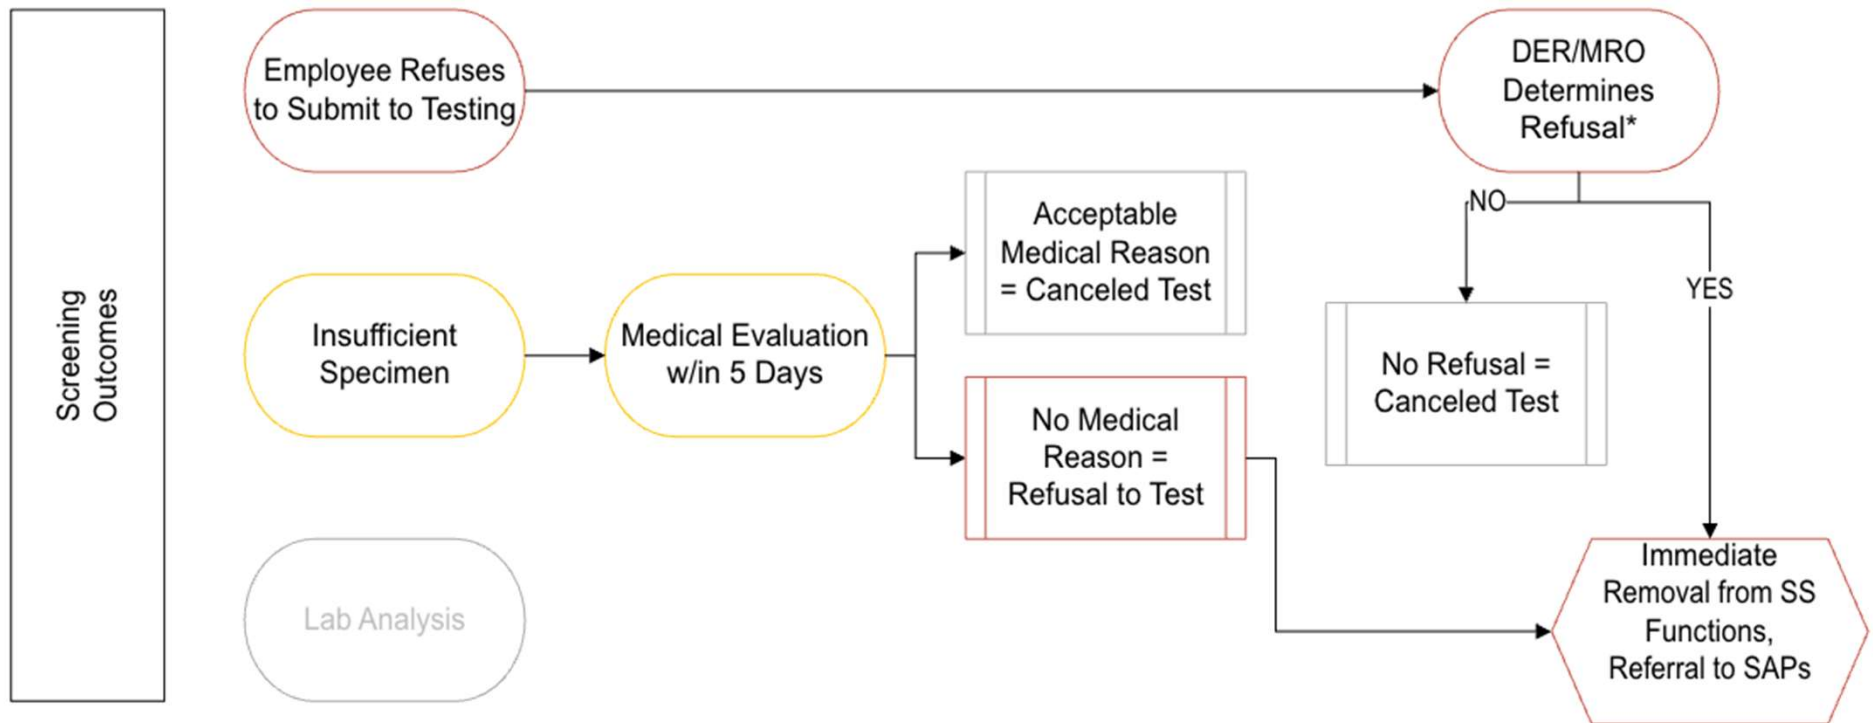 Screening
Outcomes
Employee Refuses
to Submit to Testing
DER/MRO
Determines
Refusal*
NO
YES
Acceptable
Medical Reason
= Canceled Test
Insufficient
Specimen
Medical Evaluation
w/in 5 Days
No Refusal =
Canceled Test
No Medical
Reason =
Refusal to Test
Lab Analysis
Immediate
Removal from SS
Functions,
Referral to SAPs